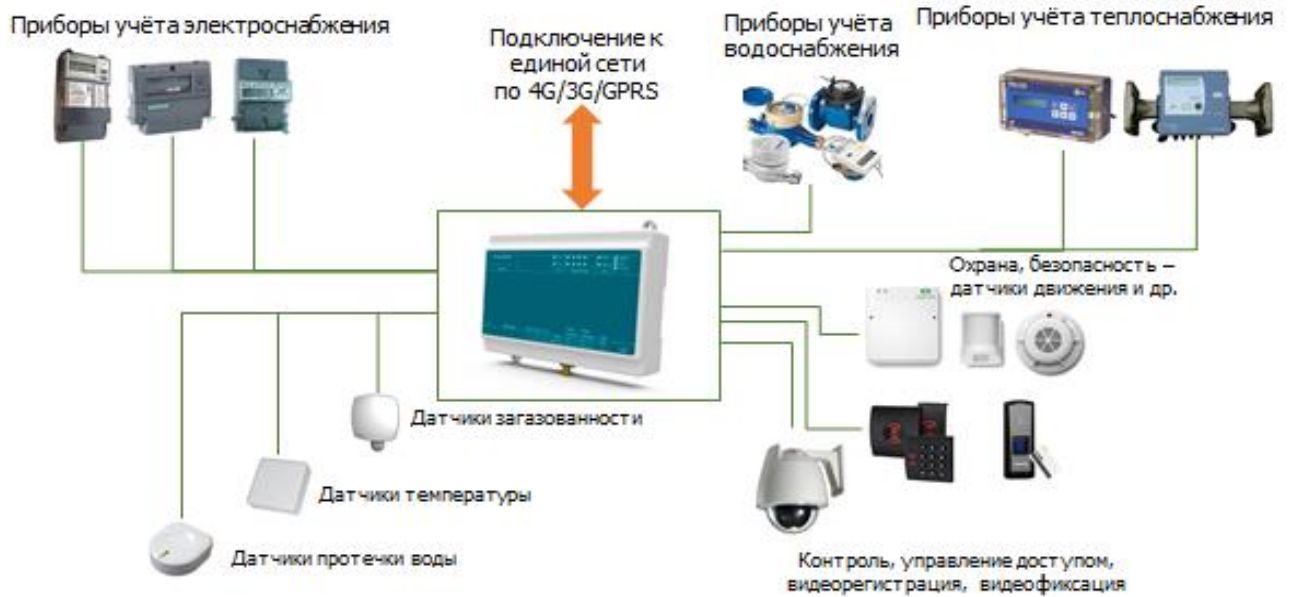 Приборы учёта электроснабжения
Подключение к
единой сети
по 4G/3G/GPRS
Приборы учёта
водоснабжения
Приборы учёта теплоснабжения
Охрана, безопасность –
датчики движения и др.
Датчики загазованности
Датчики температуры
Датчики протечки воды
Контроль, управление доступом,
видеорегистрация, видеофиксация